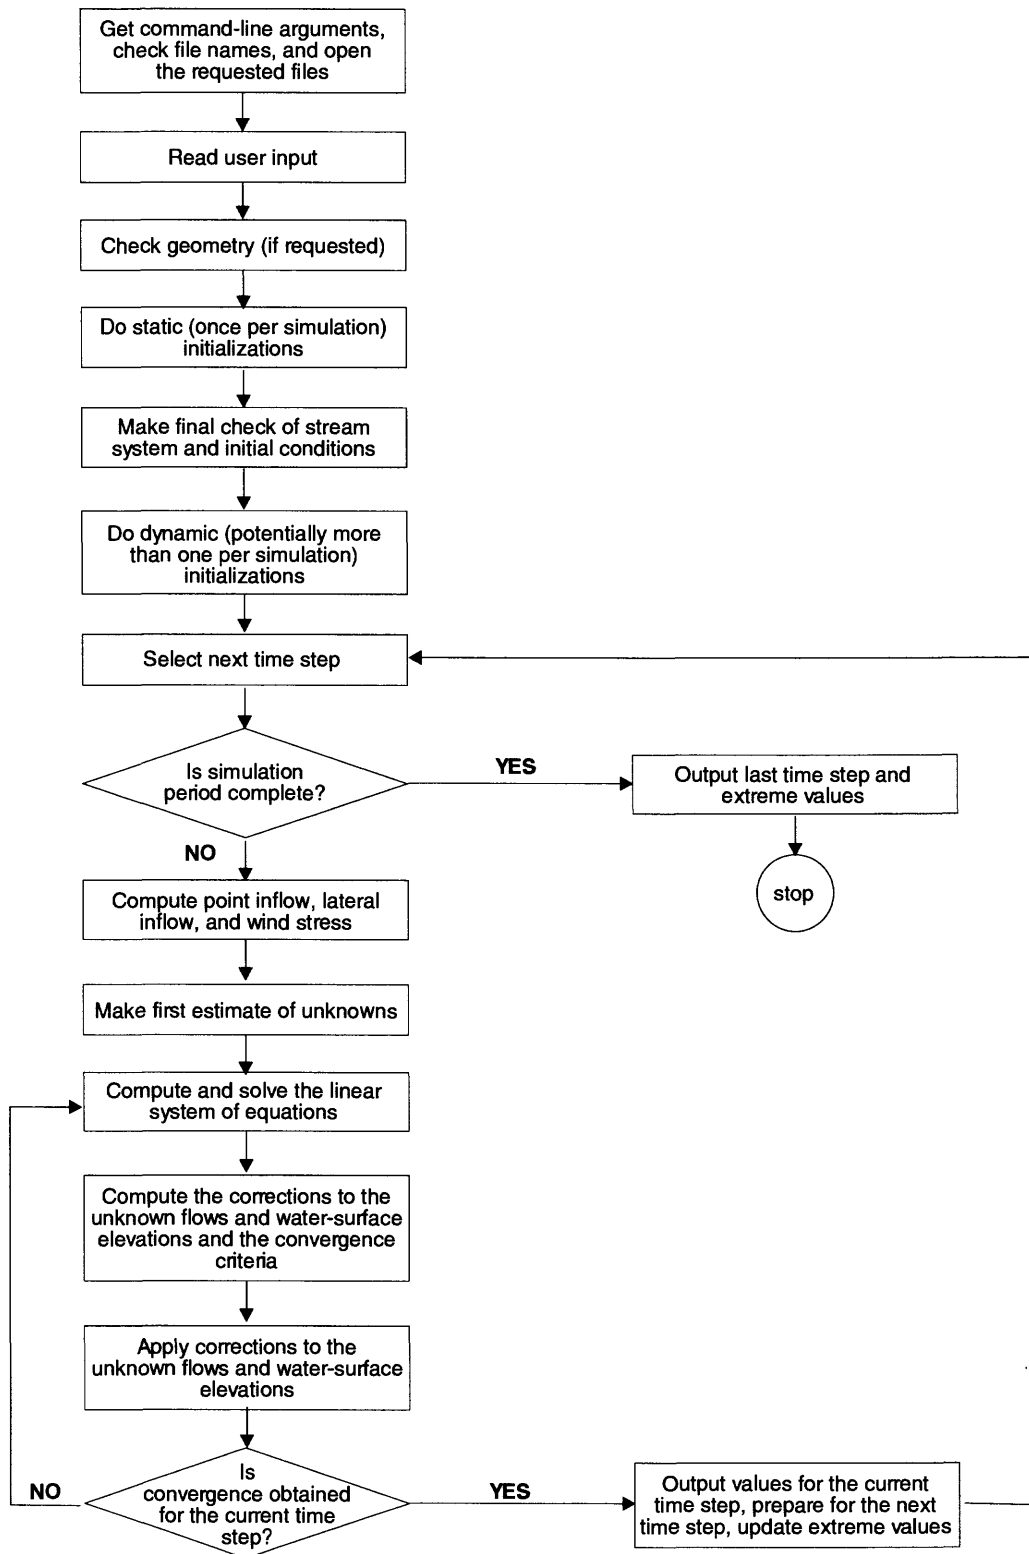 Get command-line arguments,
check file names, and open
the requested files
Read user input
Check geometry (if requested)
Do static (once per simulation)
initializations
Make final check of stream
system and initial conditions
Do dynamic (potentially more
than one per simulation)
initializations
Select next time step
Is simulation
period complete?
YES
Output last time step and
extreme values
stop
NO
Compute point inflow, lateral
inflow, and wind stress
Make first estimate of unknowns
Compute and solve the linear
system of equations
Compute the corrections to the
unknown flows and water-surface
elevations and the convergence
criteria
Apply corrections to the
unknown flows and water-surface
elevations
Is
convergence obtained
for the current time
step?
NO
YES
Output values for the current
time step, prepare for the next
time step, update extreme values